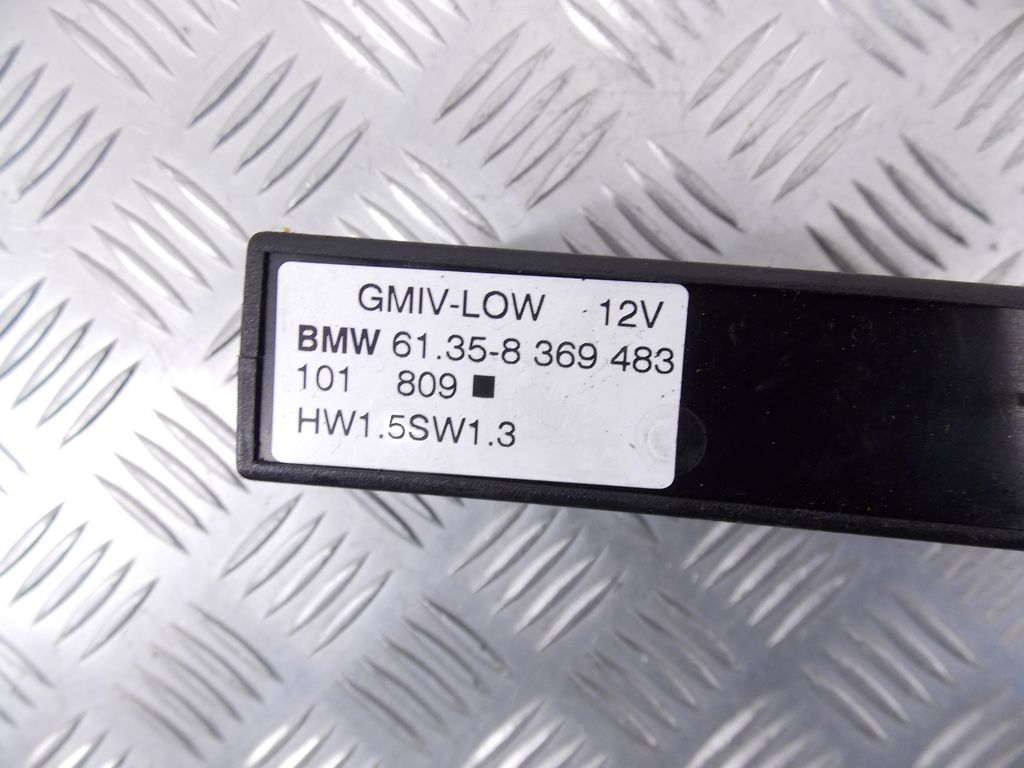 GMIV-LOW 12V
BMW 61.35-8 369 483
101 809 ■
HW1.5SW1.3